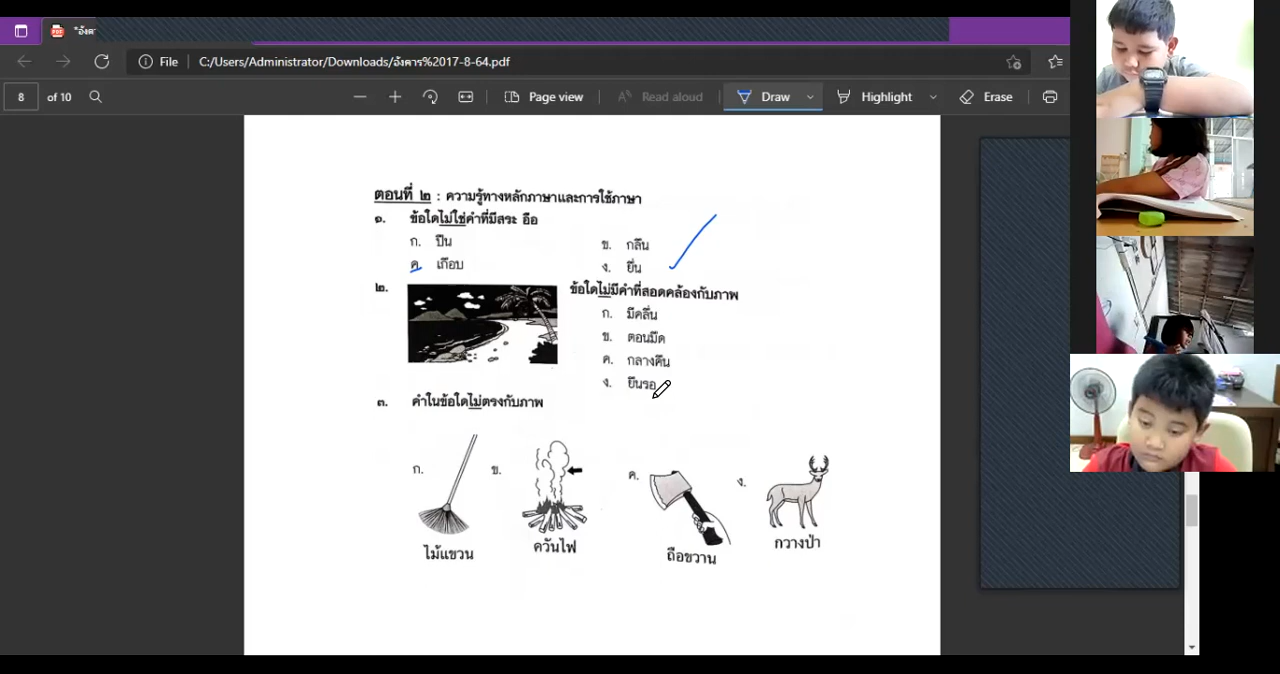 *อังคา
File C:/Users/Administrator/Downloads/อังคาร%2017-8-64.pdf
8 of 10 Page view Read aloud Draw Highlight Erase
ตอนที่ ๒ : ความรู้ทางหลักภาษาและการใช้ภาษา
๑. ข้อใดไม่ใช่คำที่มีสระ อือ
ก. ปืน ข. กลืน
ค. เกือบ ง. ยื่น
๒. ข้อใดไม่มีคำที่สอดคล้องกับภาพ
ก. มีคลื่น
ข. ตอนมืด
ค. กลางคืน
ง. ยืนรอ
๓. คำในข้อใดไม่ตรงกับภาพ
ก. ข. ค. ง.
ไม้แขวน ควันไฟ ถือขวาน กวางป่า